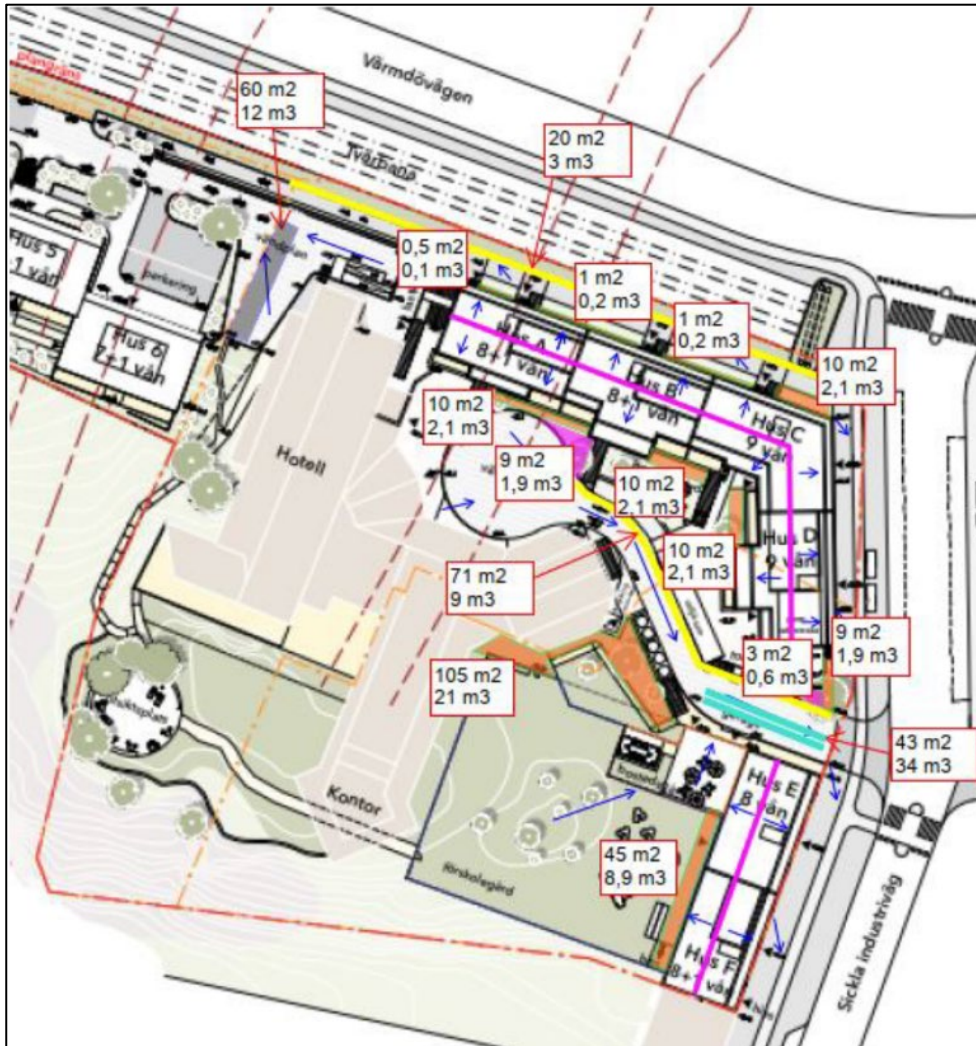 Värmdövägen
plangräns
60 m2
12 m3
Tvärbana
20 m2
3 m3
0,5 m2
0,1 m3
1 m2
0,2 m3
1 m2
0,2 m3
10 m2
2,1 m3
Hus 5
parkering
vändplan
Hus 6
7+1 vån
Hus A
8+1 vån
Hus B
8+1 vån
Hus C
9 vån
Hotell
10 m2
2,1 m3
9 m2
1,9 m3
10 m2
2,1 m3
10 m2
2,1 m3
Hus D
9 vån
71 m2
9 m3
3 m2
0,6 m3
9 m2
1,9 m3
105 m2
21 m3
43 m2
34 m3
Kontor
Hus E
8 vån
förskolegård
45 m2
8,9 m3
Hus F
8+1 vån
Sickla industriväg